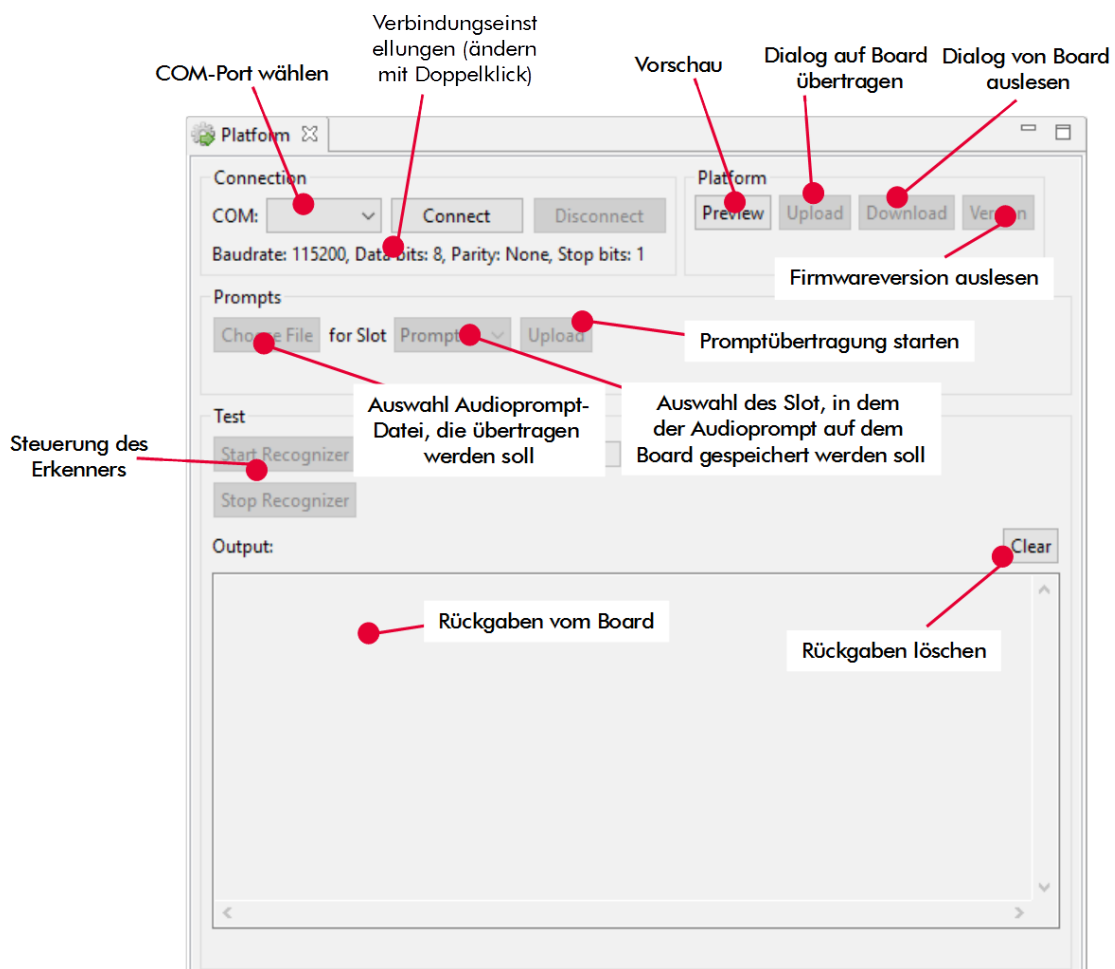 Verbindungseinst
ellungen (ändern
mit Doppelklick)
COM-Port wählen
Vorschau
Dialog auf Board
übertragen
Dialog von Board
auslesen
Platform
Connection
COM:
Connect
Disconnect
Baudrate: 115200, Data bits: 8, Parity: None, Stop bits: 1
Platform
Preview
Upload
Download
Version
Firmwareversion auslesen
Prompts
Choose File
for Slot
Prompt
Upload
Promptübertragung starten
Auswahl Audioprompt-
Datei, die übertragen
werden soll
Auswahl des Slot, in dem
der Audioprompt auf dem
Board gespeichert werden soll
Test
Steuerung des
Erkenners
Start Recognizer
Stop Recognizer
Output:
Clear
Rückgaben vom Board
Rückgaben löschen